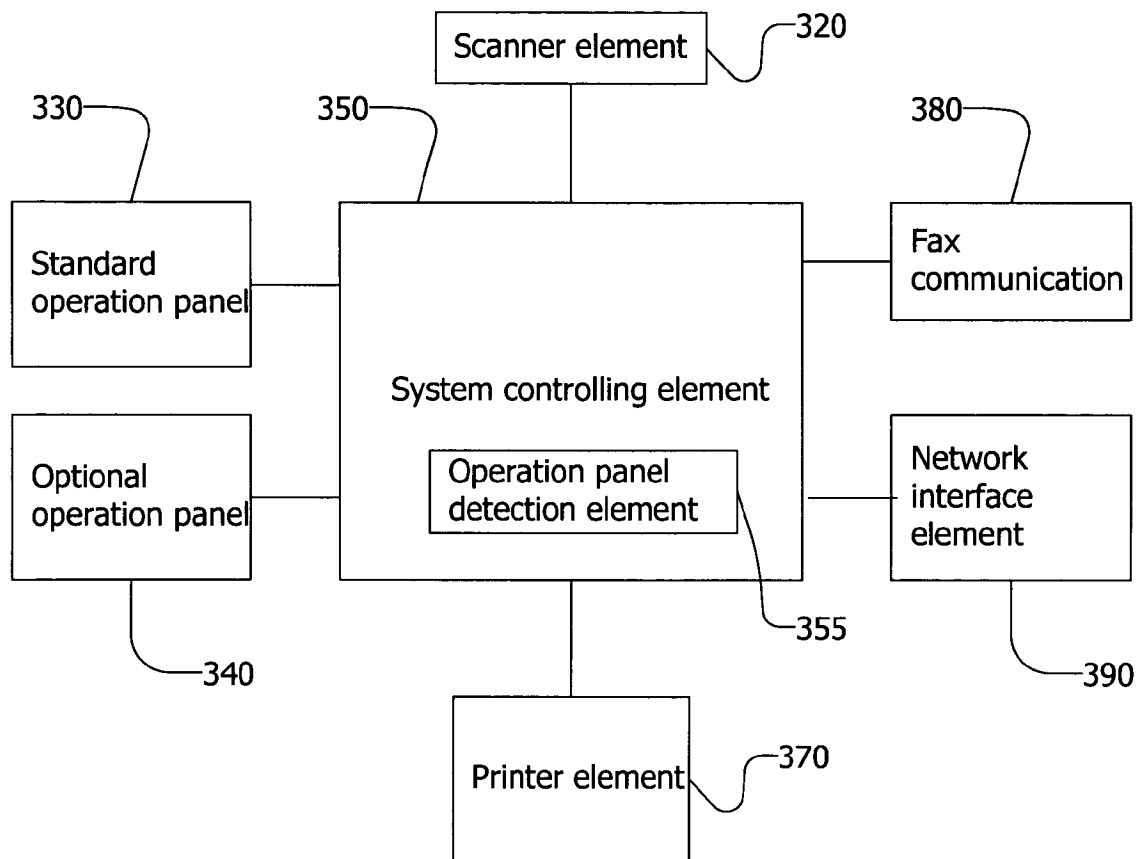 Scanner element
320
330
350
380
Standard
operation panel
Fax
communication
System controlling element
Optional
operation panel
Operation panel
detection element
Network
interface
element
355
340
390
Printer element
370